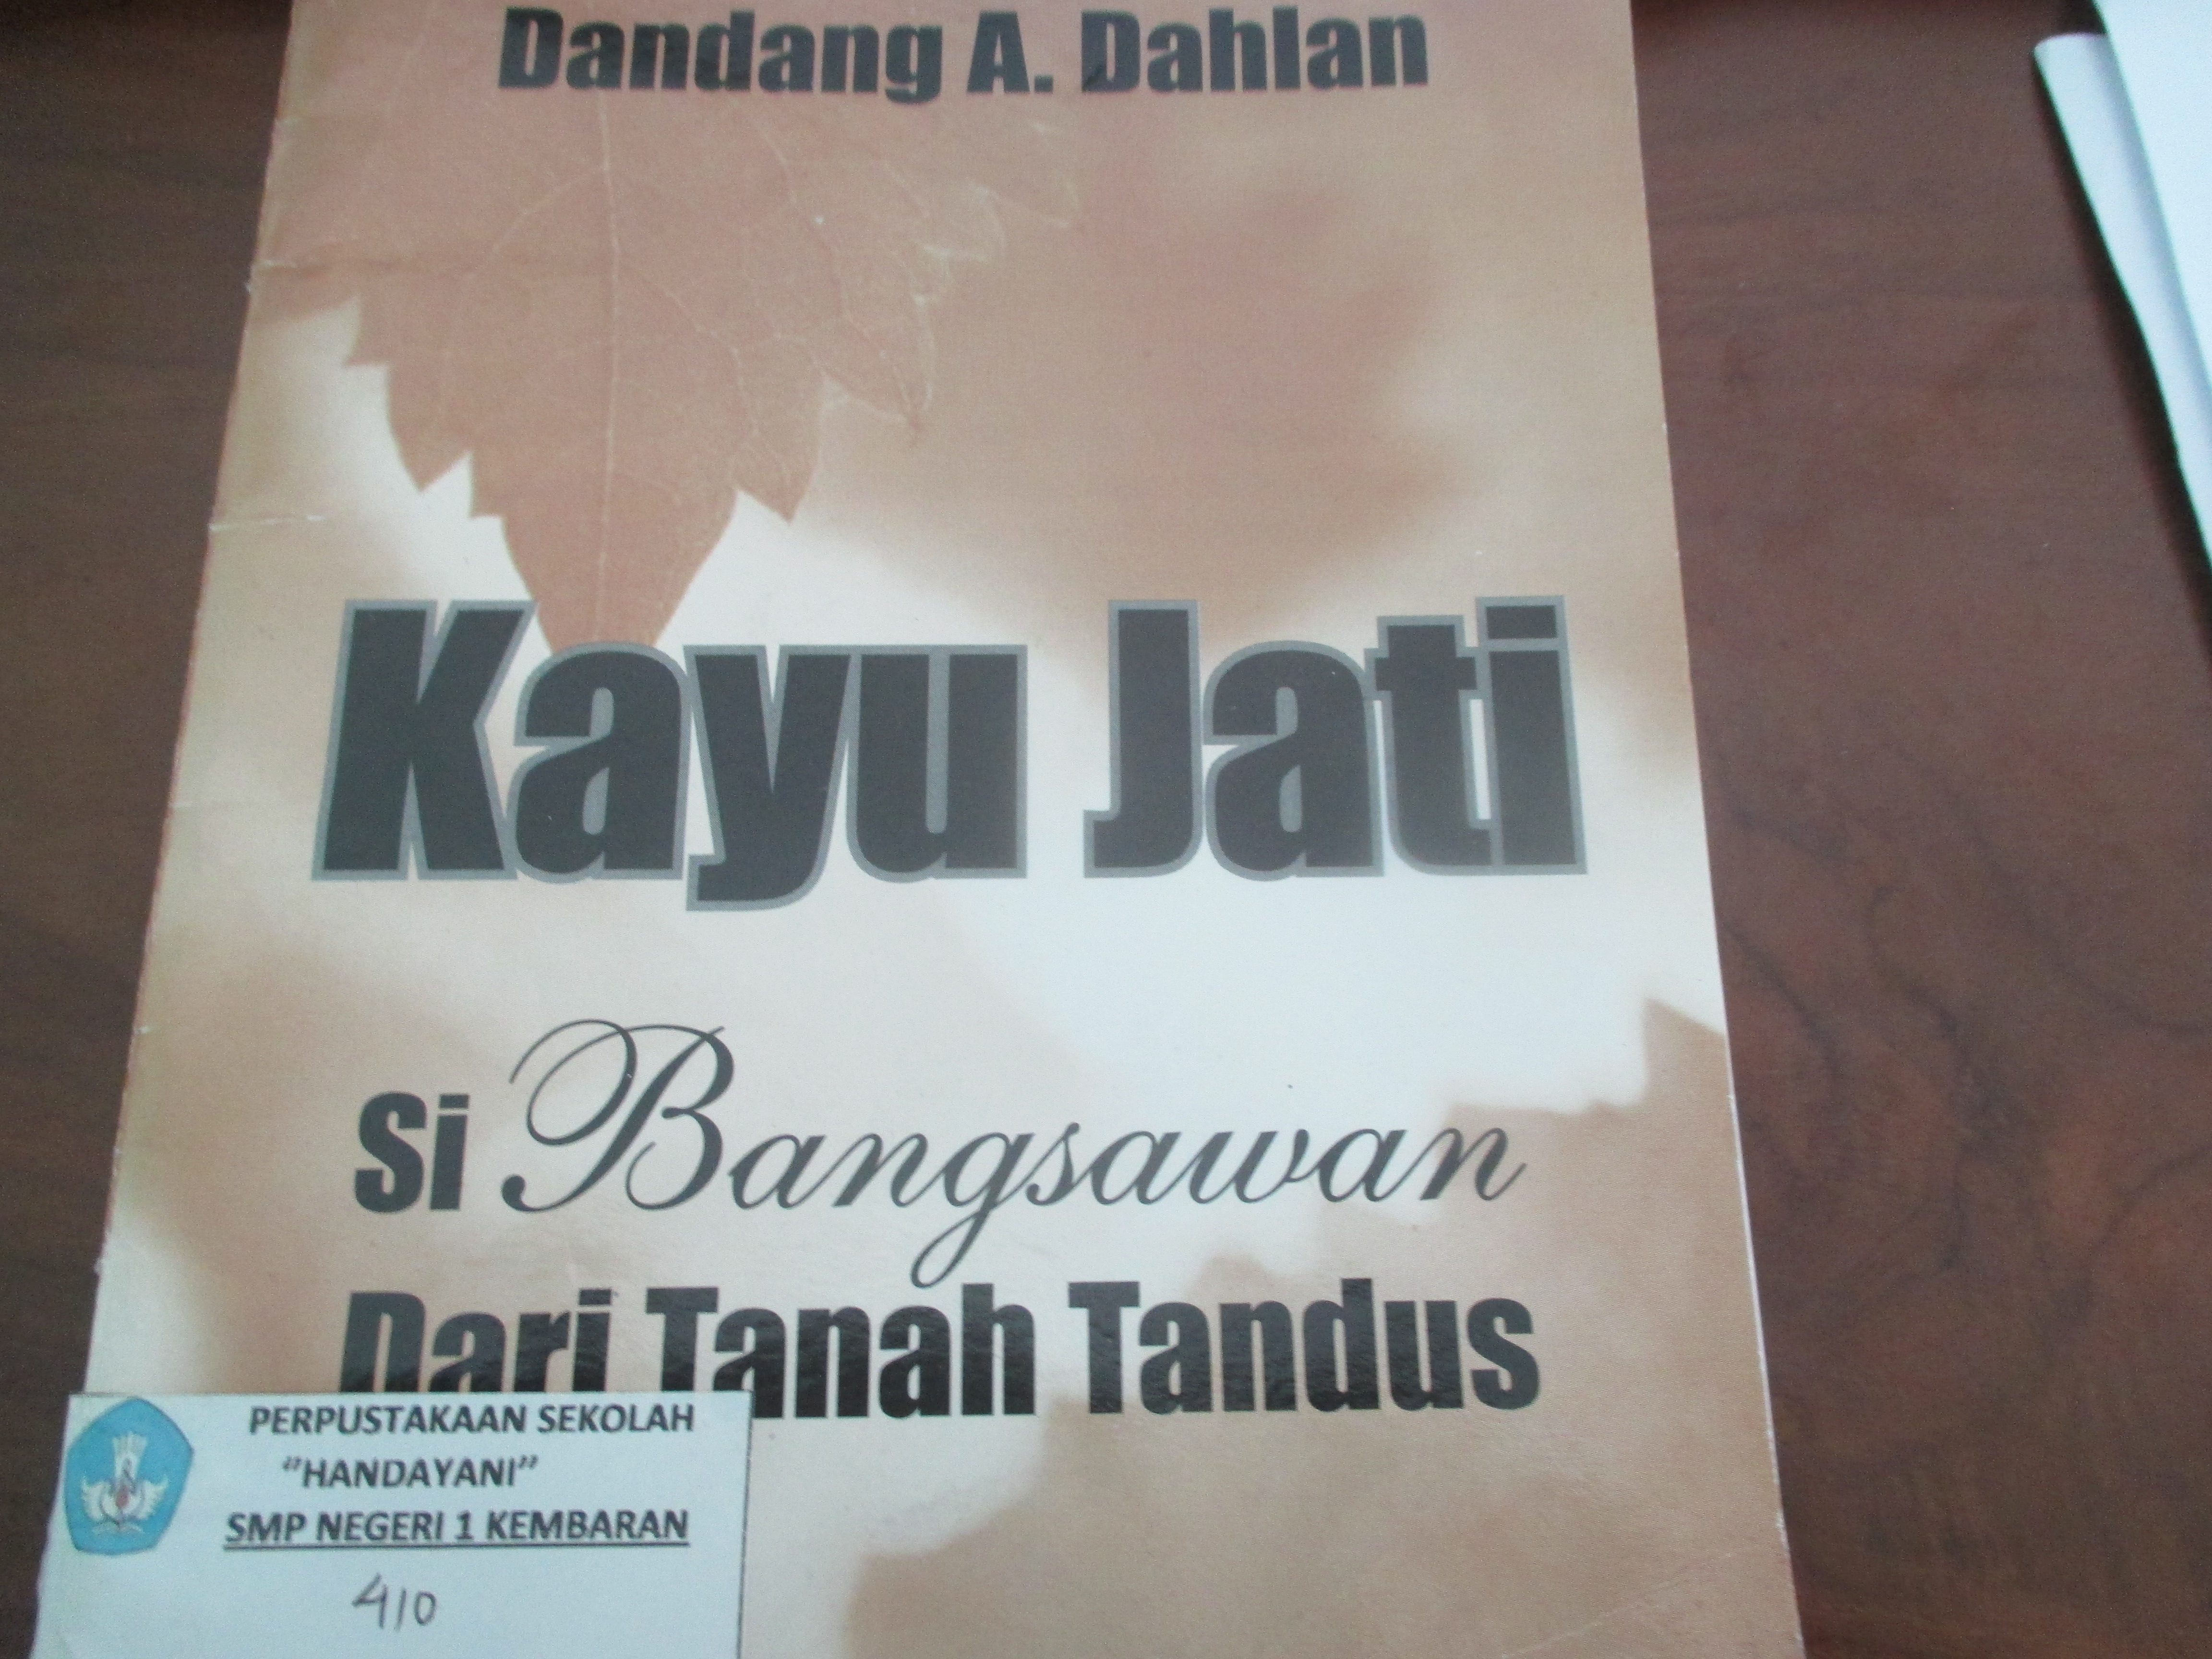 Dandang A. Dahlan
Kayu Jati
Si Bangsawan
Dari Tanah Tandus
PERPUSTAKAAN SEKOLAH
“HANDAYANI”
SMP NEGERI 1 KEMBARAN
410